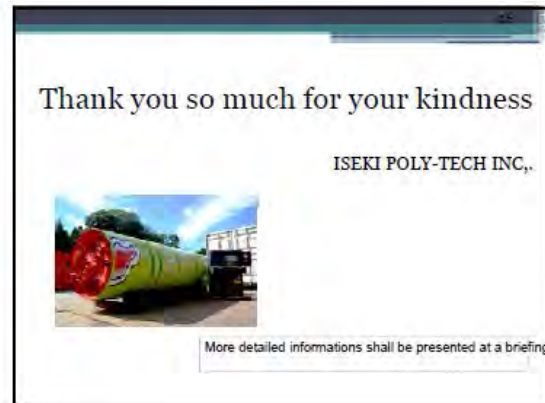 Thank you so much for your kindness
ISEKI POLY-TECH INC,.
More detailed informations shall be presented at a briefing